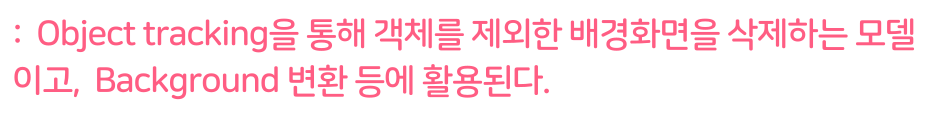 : Object tracking을 통해 객체를 제외한 배경화면을 삭제하는 모델
이고, Background 변환 등에 활용된다.